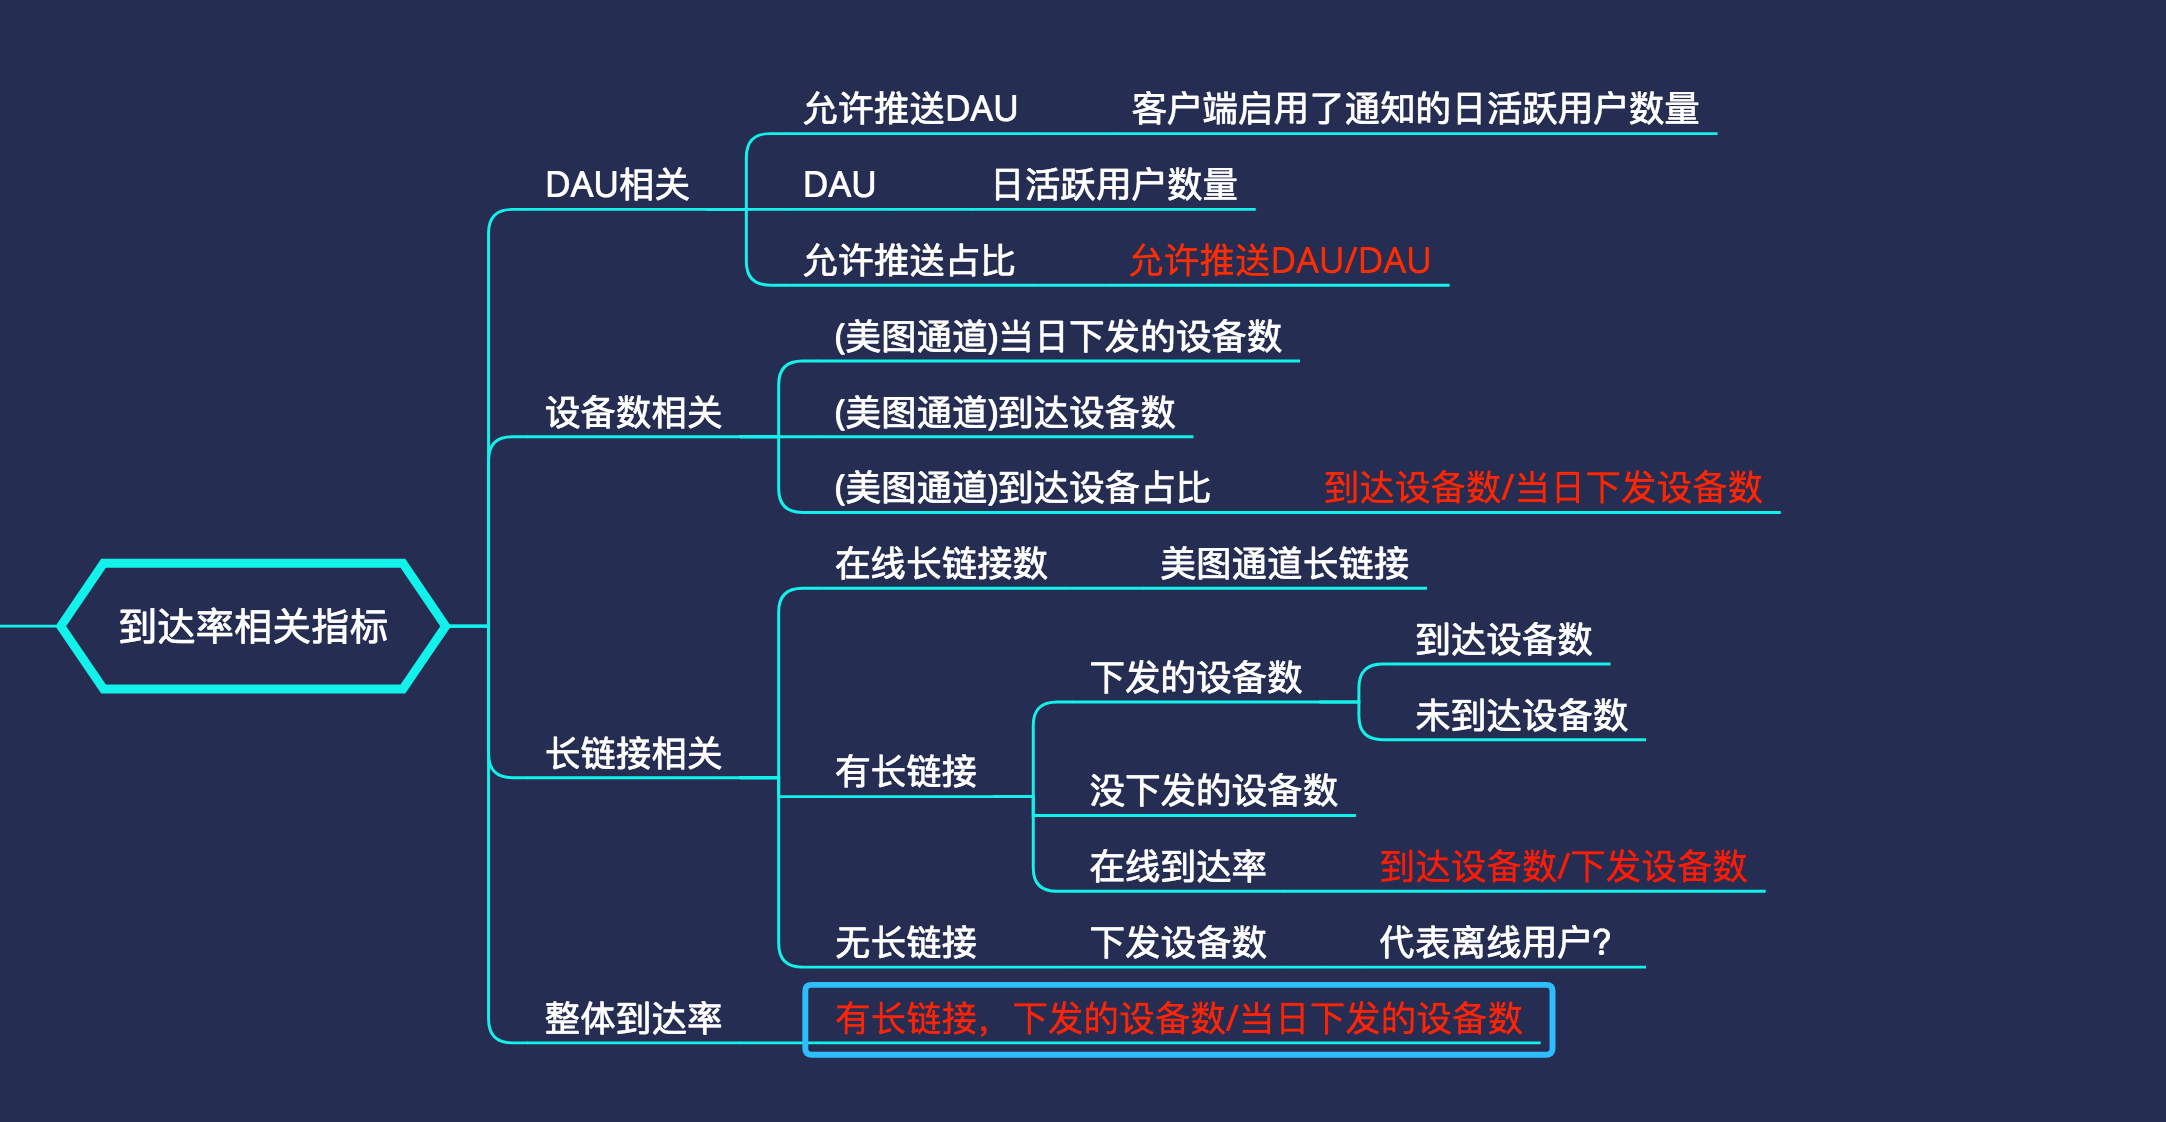 到达率相关指标
DAU相关
允许推送DAU
客户端启用了通知的日活跃用户数量
DAU
日活跃用户数量
允许推送占比
允许推送DAU/DAU
设备数相关
(美图通道)当日下发的设备数
(美图通道)到达设备数
(美图通道)到达设备占比
到达设备数/当日下发设备数
长链接相关
在线长链接数
美图通道长链接
有长链接
下发的设备数
到达设备数
未到达设备数
没下发的设备数
在线到达率
到达设备数/下发设备数
无长链接
下发设备数
代表离线用户?
整体到达率
有长链接，下发的设备数/当日下发的设备数